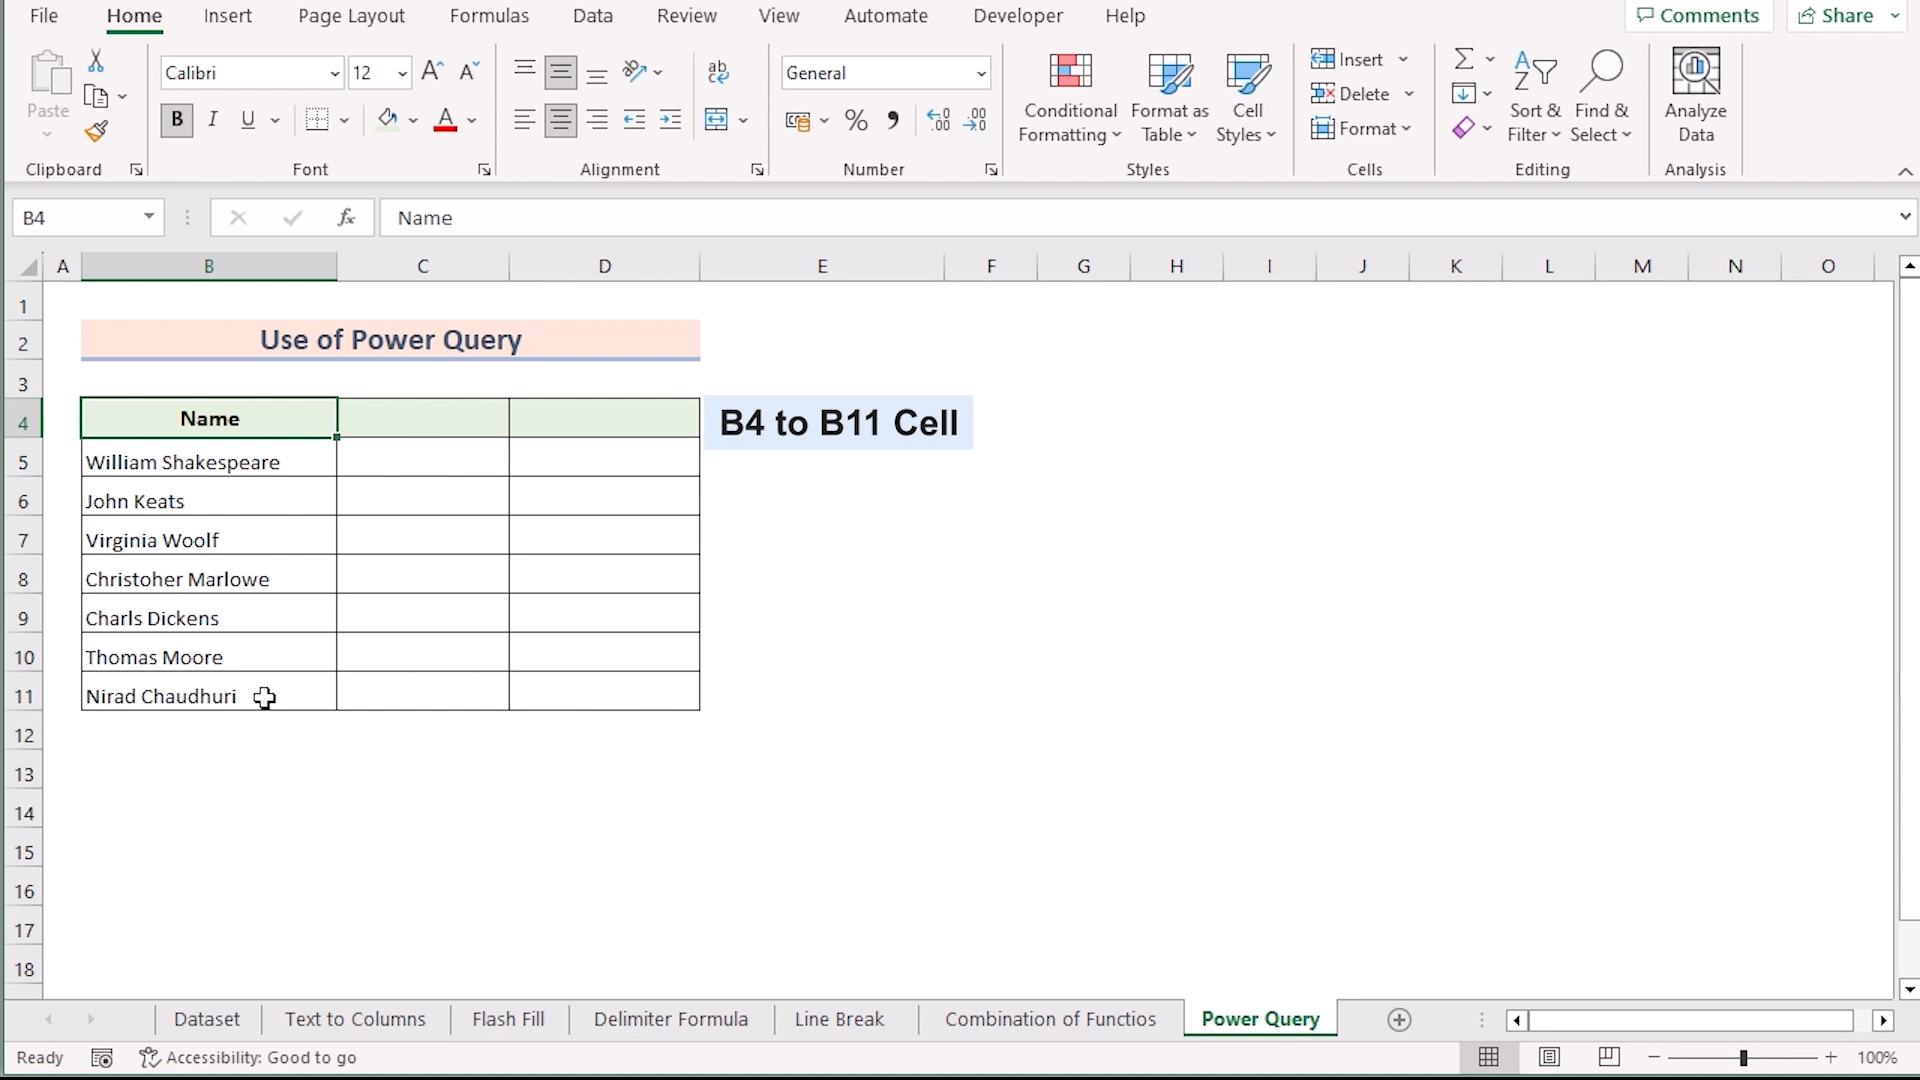 File Home Insert Page Layout Formulas Data Review View Automate Developer Help Comments Share
Calibri 12 General
Paste B I U ab Conditional Formatting Format as Table Cell Styles Insert Delete Format Sort & Filter Find & Select Analyze Data
Clipboard Font Alignment Number Styles Cells Editing Analysis
B4 fx Name
A B C D E F G H I J K L M N O
1
2 Use of Power Query
3
4 Name B4 to B11 Cell
5 William Shakespeare
6 John Keats
7 Virginia Woolf
8 Christoher Marlowe
9 Charls Dickens
10 Thomas Moore
11 Nirad Chaudhuri
12
13
14
15
16
17
18
Dataset Text to Columns Flash Fill Delimiter Formula Line Break Combination of Functios Power Query
Ready Accessibility: Good to go 100%